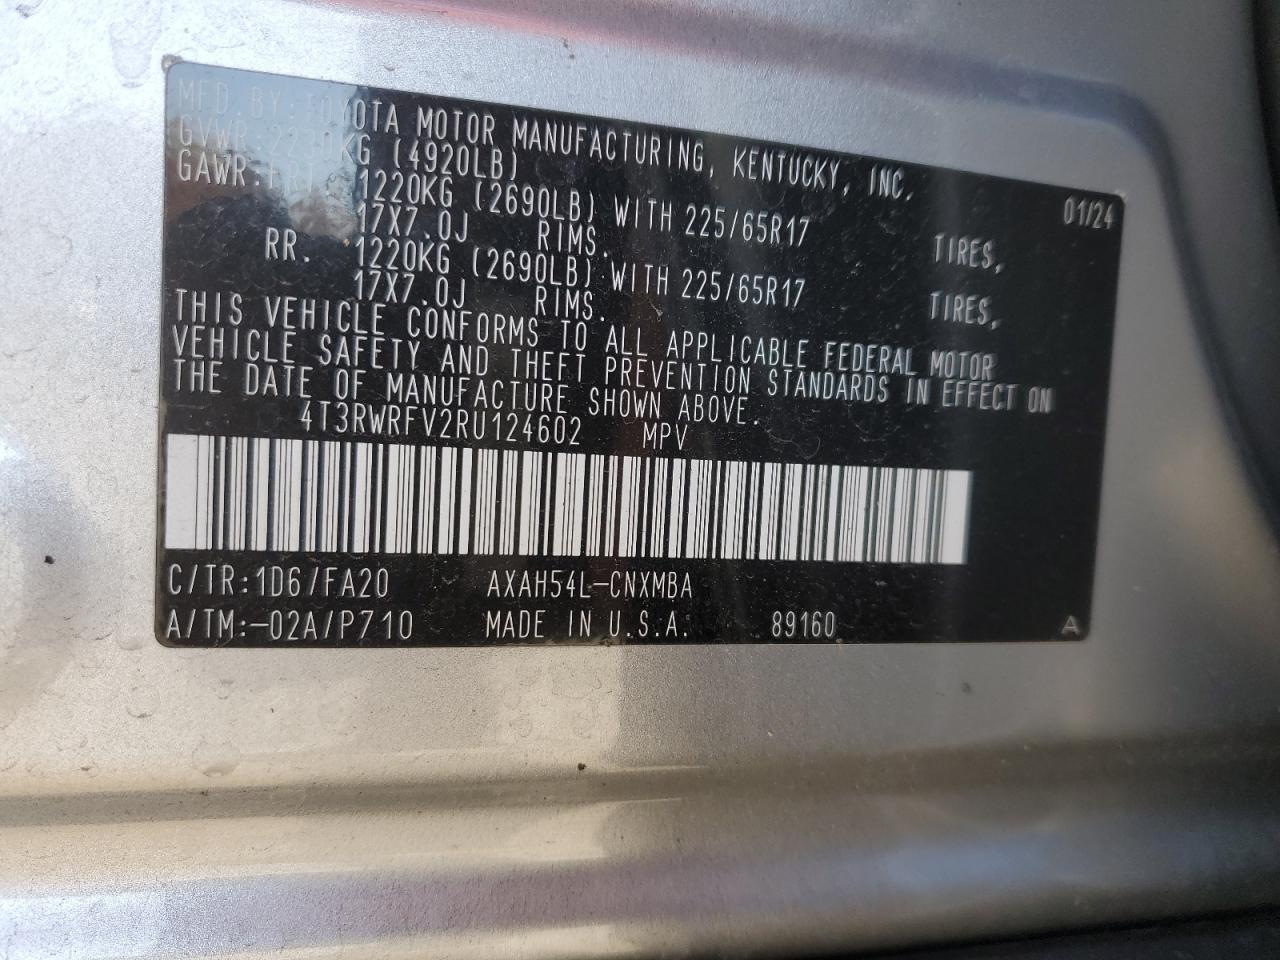 MFD. BY: TOYOTA MOTOR MANUFACTURING, KENTUCKY, INC. 01/24
GVWR: 2230KG (4920LB)
GAWR: FRT. 1220KG (2690LB) WITH 225/65R17 TIRES,
17X7.0J RIMS.
RR. 1220KG (2690LB) WITH 225/65R17 TIRES,
17X7.0J RIMS.
THIS VEHICLE CONFORMS TO ALL APPLICABLE FEDERAL MOTOR
VEHICLE SAFETY AND THEFT PREVENTION STANDARDS IN EFFECT ON
THE DATE OF MANUFACTURE SHOWN ABOVE.
4T3RWRFV2RU124602 MPV
C/TR:1D6/FA20 AXAH54L-CNXMBA
A/TM:-02A/P710 MADE IN U.S.A. 89160 A